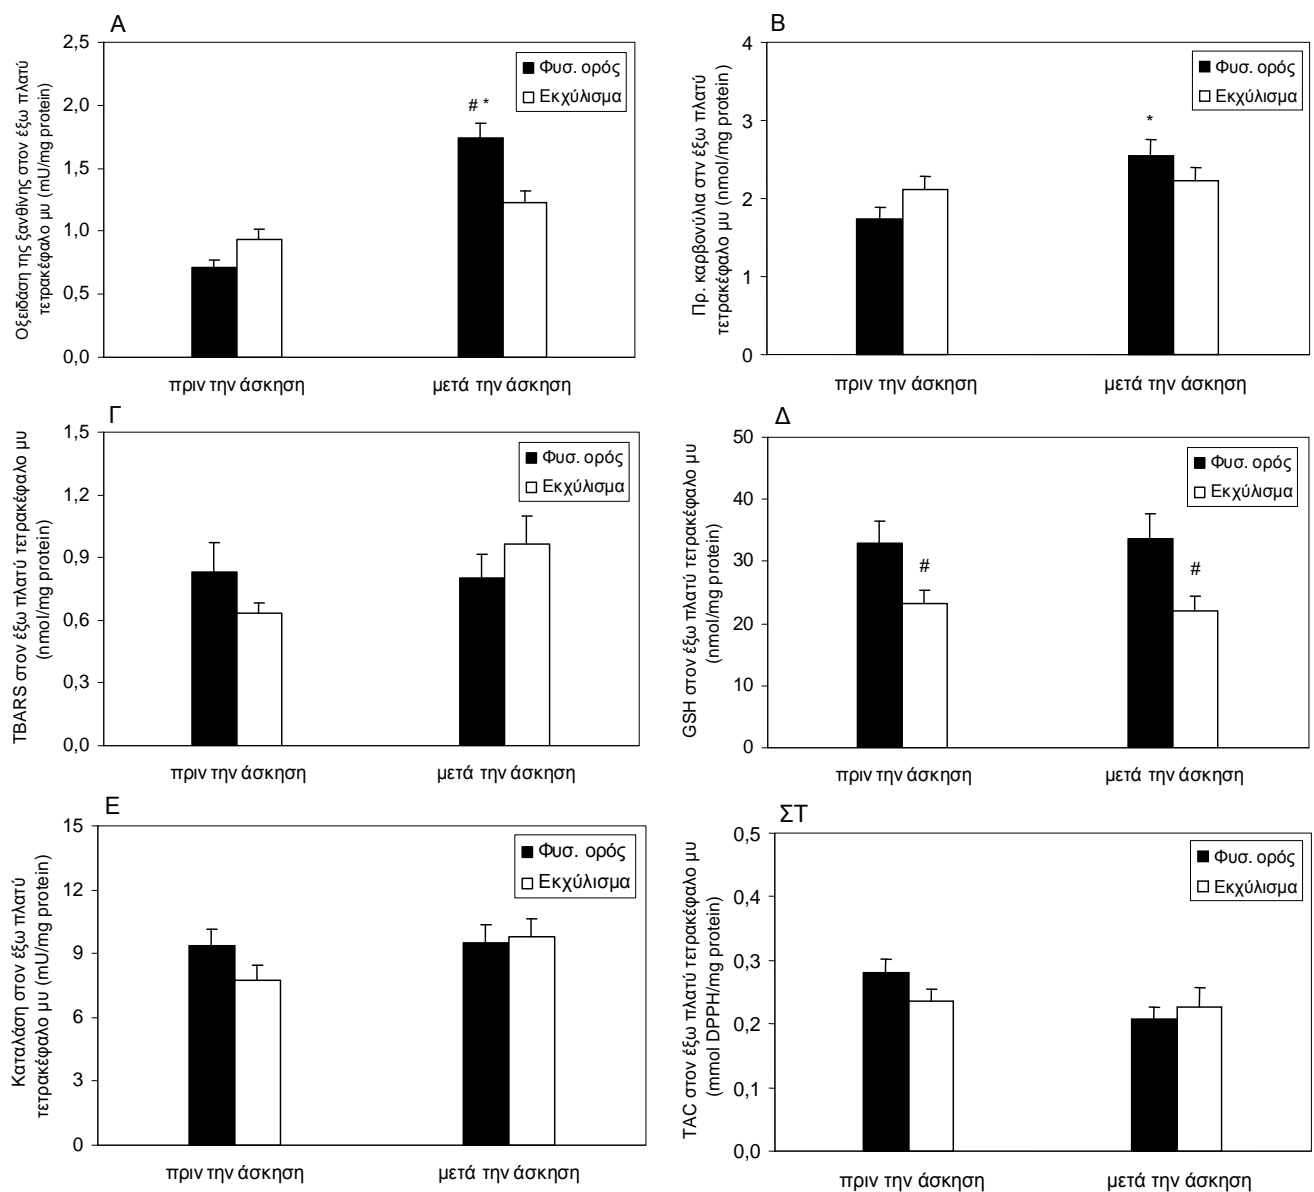 Α
Οξειδάση της ξανθίνης στον έξω πλατύ
τετρακέφαλο μυ (mU/mg protein)
2,5
2,0
1,5
1,0
0,5
0,0
Φυσ. ορός
Εκχύλισμα
# *
πριν την άσκηση
μετά την άσκηση
Β
Πρ. καρβονύλια στν έξω πλατύ
τετρακέφαλο μυ (nmol/mg protein)
4
3
2
1
0
Φυσ. ορός
Εκχύλισμα
*
πριν την άσκηση
μετά την άσκηση
Γ
TBARS στον έξω πλατύ τετρακέφαλο μυ
(nmol/mg protein)
1,5
1,2
0,9
0,6
0,3
0,0
Φυσ. ορός
Εκχύλισμα
πριν την άσκηση
μετά την άσκηση
Δ
GSH στον έξω πλατύ τετρακέφαλο μυ
(nmol/mg protein)
50
40
30
20
10
0
Φυσ. ορός
Εκχύλισμα
#
#
πριν την άσκηση
μετά την άσκηση
Ε
Καταλάση στον έξω πλατύ
τετρακέφαλο μυ (mU/mg protein)
15
12
9
6
3
0
Φυσ. ορός
Εκχύλισμα
πριν την άσκηση
μετά την άσκηση
ΣΤ
TAC στον έξω πλατύ τετρακέφαλο μυ
(mmol DPPH/mg protein)
0,5
0,4
0,3
0,2
0,1
0,0
Φυσ. ορός
Εκχύλισμα
πριν την άσκηση
μετά την άσκηση